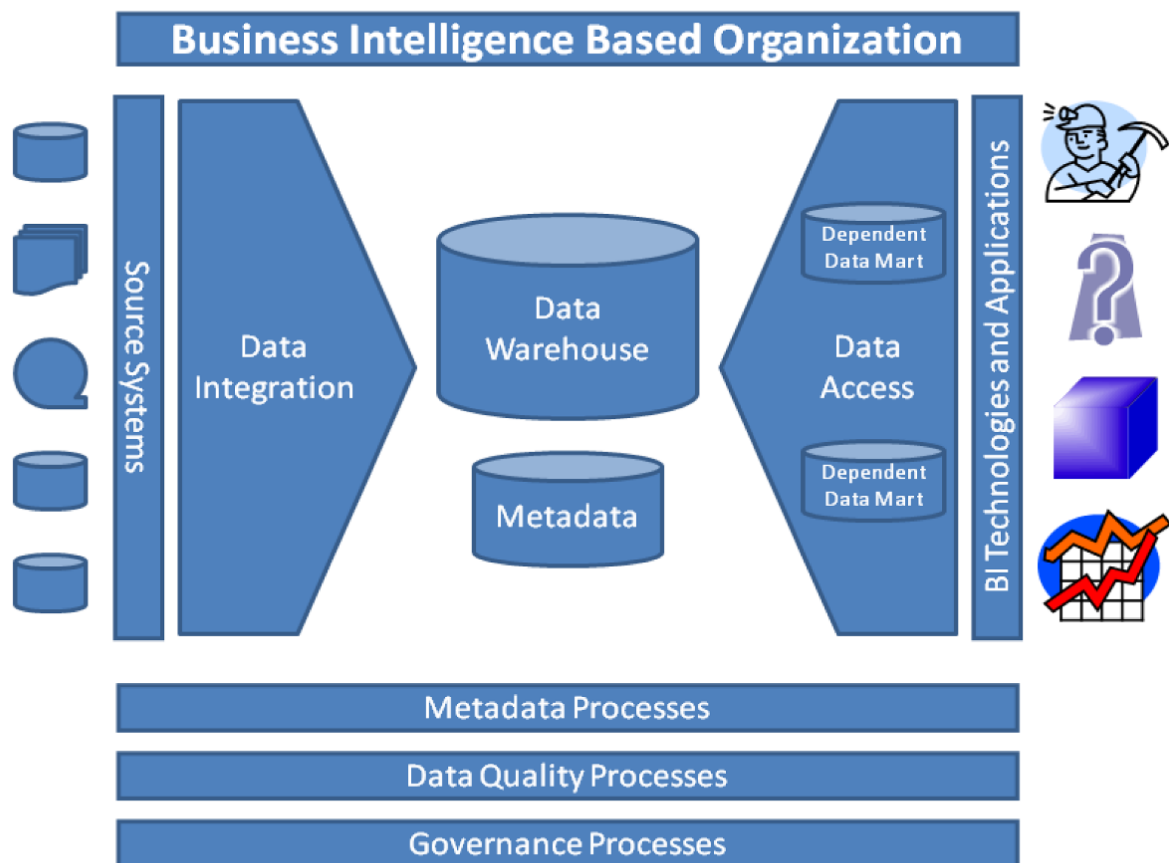 Business Intelligence Based Organization
Source Systems
Data
Integration
Data
Warehouse
Metadata
Dependent
Data Mart
Data
Access
Dependent
Data Mart
BI Technologies and Applications
Metadata Processes
Data Quality Processes
Governance Processes